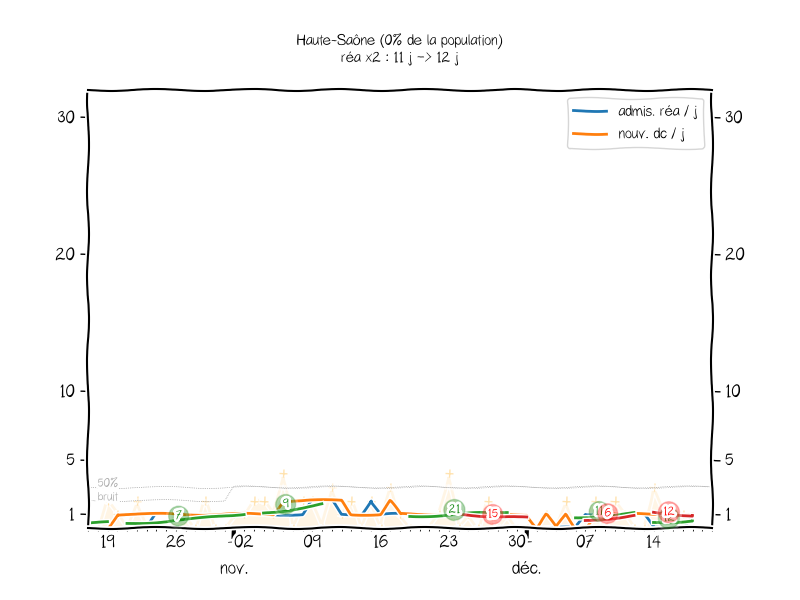 Haute-Saône (0% de la population)
réa x2 : 11 j -> 12 j
admis. réa / j
nouv. dc / j
30 30
20 20
10 10
5 5
1 1
50%
bruit
7 9 21 15 6 12
19 26 02 09 16 23 30 07 14
nov. déc.